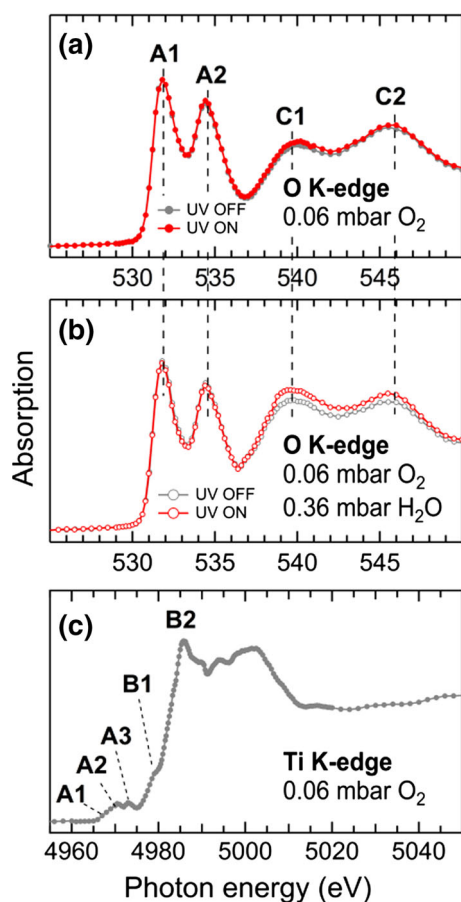 (a)
A1
A2
C1
C2
UV OFF
UV ON
O K-edge
0.06 mbar O₂
530
535
540
545
(b)
Absorption
UV OFF
UV ON
O K-edge
0.06 mbar O₂
0.36 mbar H₂O
530
535
540
545
(c)
B2
B1
A3
A2
A1
Ti K-edge
0.06 mbar O₂
4960
4980
5000
5020
5040
Photon energy (eV)